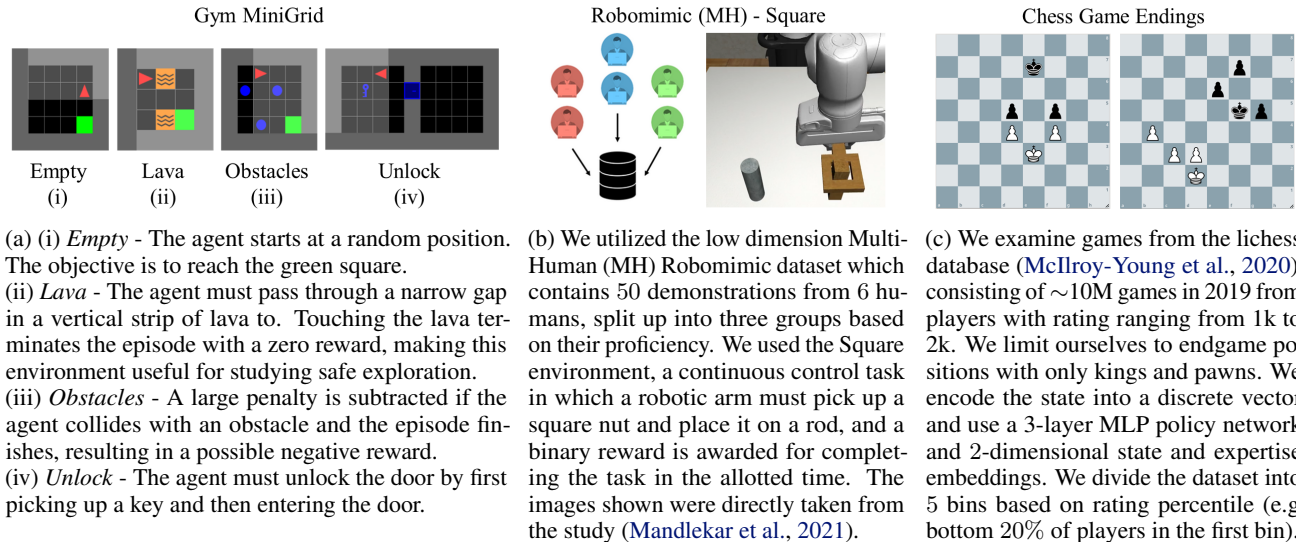 Gym MiniGrid
Robomimic (MH) - Square
Chess Game Endings
Empty
(i)
Lava
(ii)
Obstacles
(iii)
Unlock
(iv)
(a) (i) Empty - The agent starts at a random position.
The objective is to reach the green square.
(ii) Lava - The agent must pass through a narrow gap
in a vertical strip of lava to. Touching the lava ter-
minates the episode with a zero reward, making this
environment useful for studying safe exploration.
(iii) Obstacles - A large penalty is subtracted if the
agent collides with an obstacle and the episode fin-
ishes, resulting in a possible negative reward.
(iv) Unlock - The agent must unlock the door by first
picking up a key and then entering the door.
(b) We utilized the low dimension Multi-
Human (MH) Robomimic dataset which
contains 50 demonstrations from 6 hu-
mans, split up into three groups based
on their proficiency. We used the Square
environment, a continuous control task
in which a robotic arm must pick up a
square nut and place it on a rod, and a
binary reward is awarded for complet-
ing the task in the allotted time. The
images shown were directly taken from
the study (Mandlekar et al., 2021).
(c) We examine games from the lichess
database (McIlroy-Young et al., 2020)
consisting of ~10M games in 2019 from
players with rating ranging from 1k to
2k. We limit ourselves to endgame po
sitions with only kings and pawns. We
encode the state into a discrete vector
and use a 3-layer MLP policy network
and 2-dimensional state and expertise
embeddings. We divide the dataset into
5 bins based on rating percentile (e.g
bottom 20% of players in the first bin).